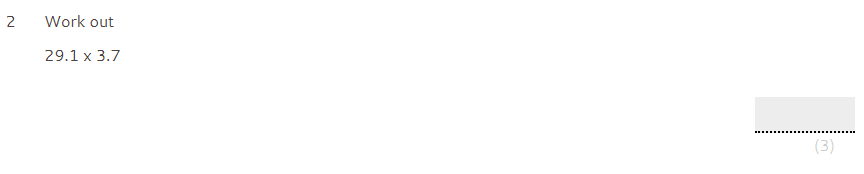 2 Work out
29.1 x 3.7
(3)